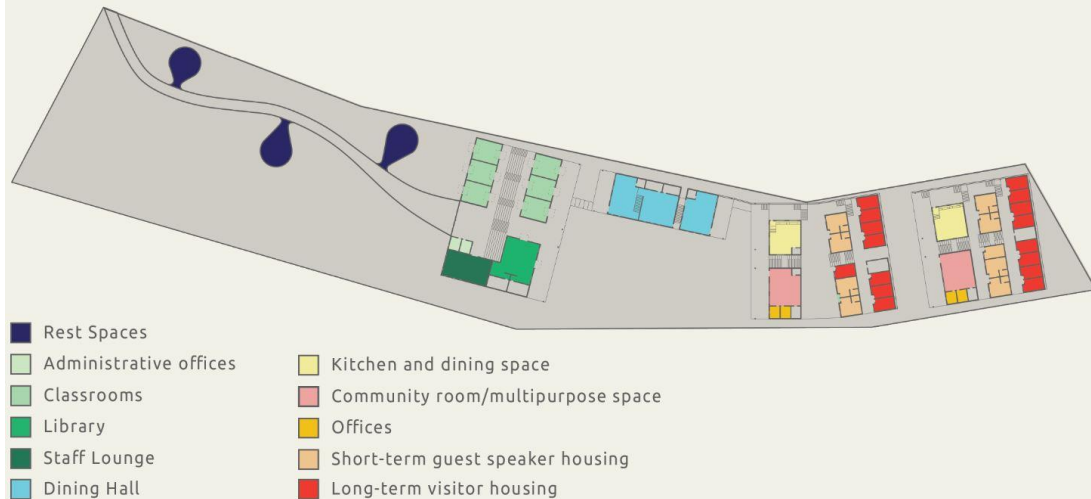 Rest Spaces
Administrative offices
Classrooms
Library
Staff Lounge
Dining Hall
Kitchen and dining space
Community room/multipurpose space
Offices
Short-term guest speaker housing
Long-term visitor housing